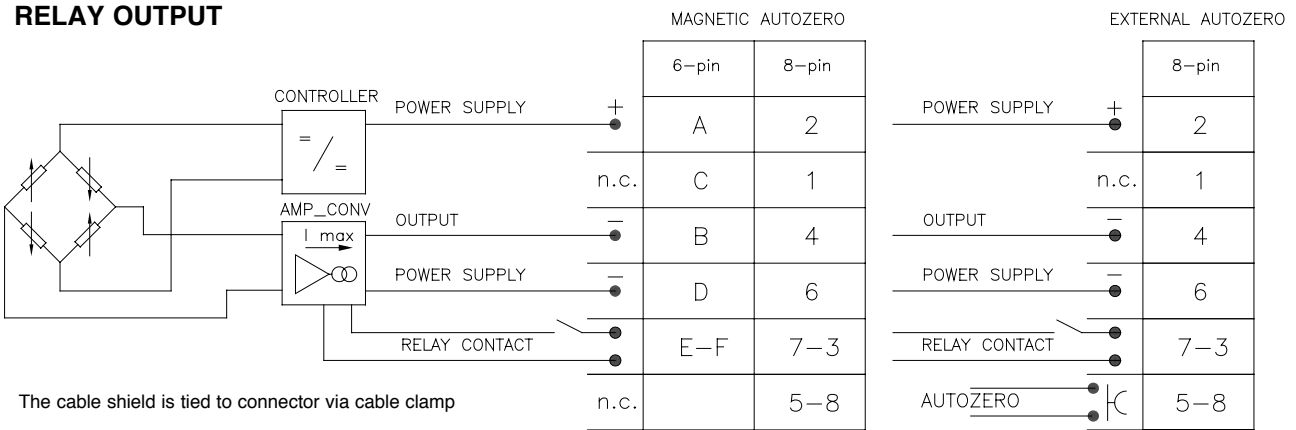 RELAY OUTPUT
MAGNETIC AUTOZERO
EXTERNAL AUTOZERO
6-pin 8-pin
8-pin
CONTROLLER
= / =
POWER SUPPLY + A 2
POWER SUPPLY + 2
n.c. C 1
n.c. 1
AMP_CONV
I max
OUTPUT − B 4
OUTPUT − 4
POWER SUPPLY − D 6
POWER SUPPLY − 6
RELAY CONTACT E-F 7-3
RELAY CONTACT 7-3
The cable shield is tied to connector via cable clamp
n.c. 5-8
AUTOZERO 5-8